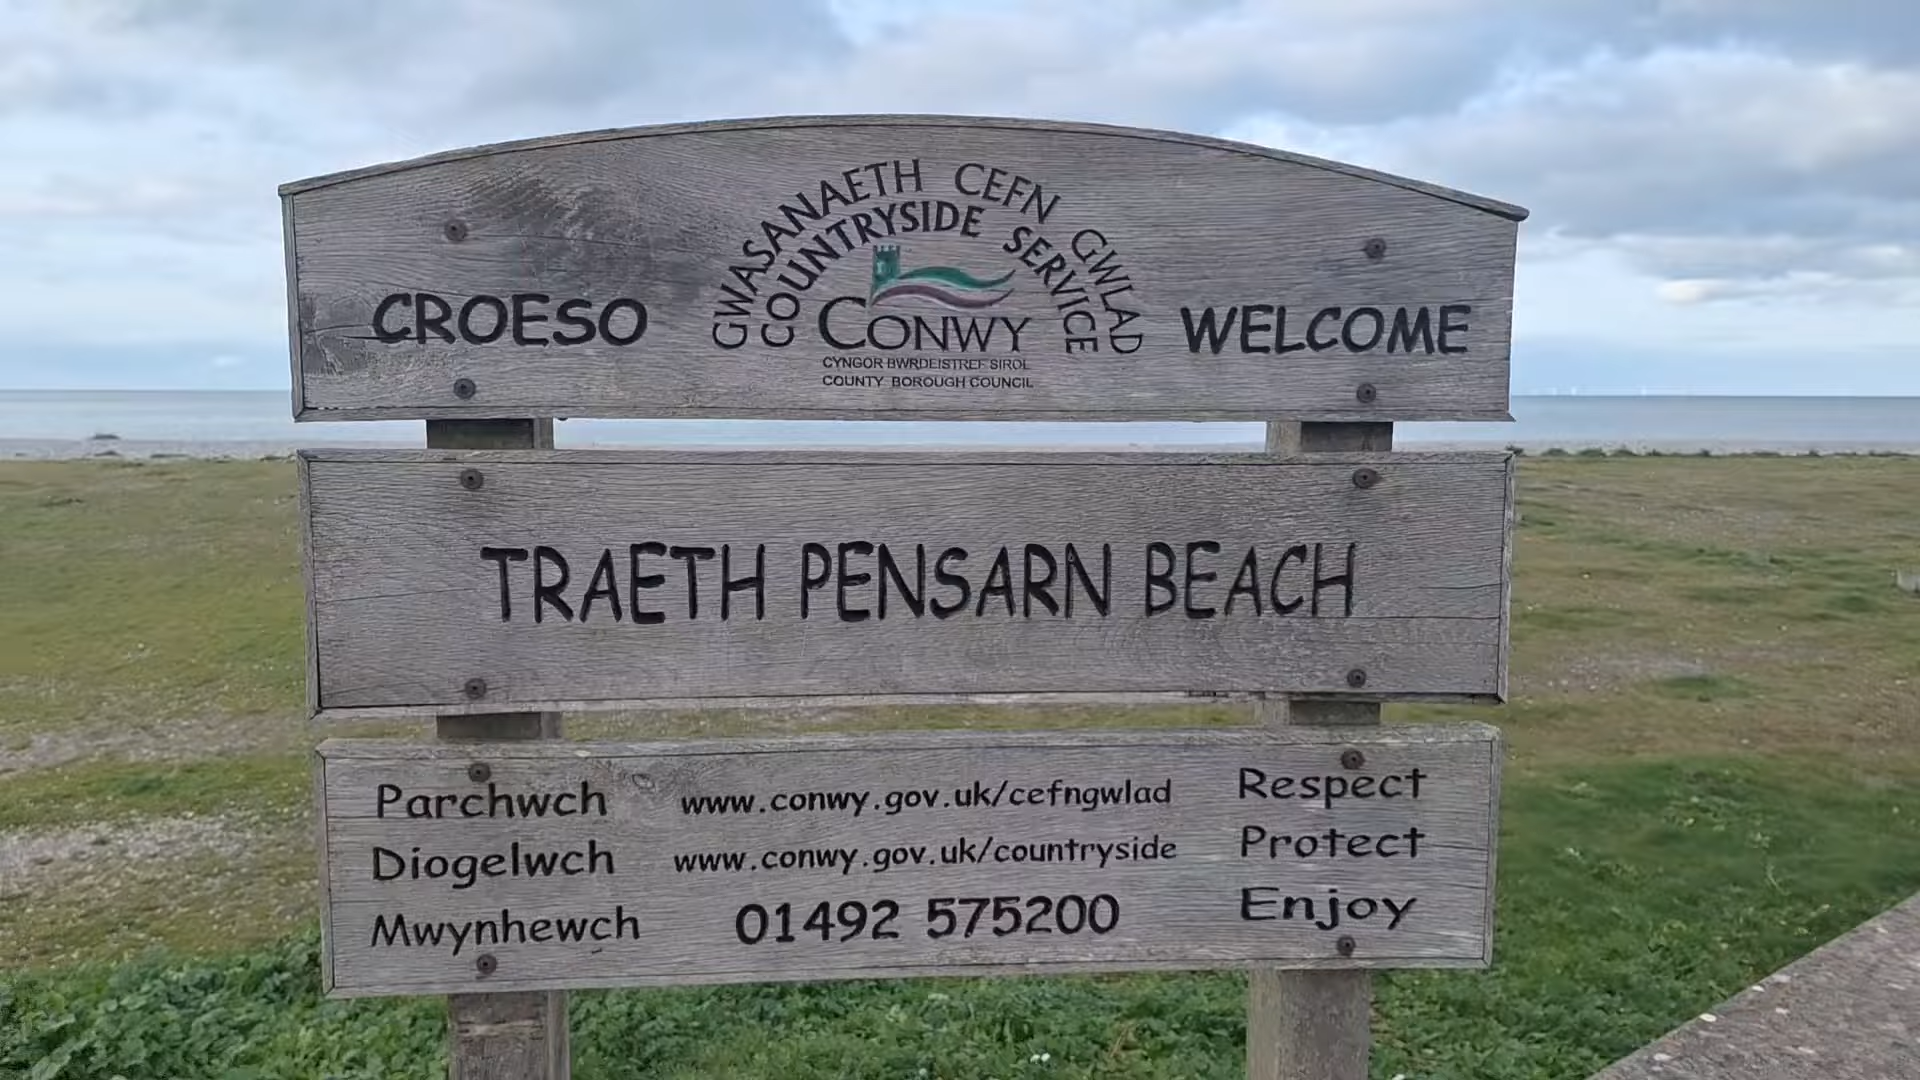 GWASANAETH CEFN GWLAD
COUNTRYSIDE SERVICE
CROESO
CONWY
WELCOME
CYNGOR BWRDEISTREF SIROL
COUNTY BOROUGH COUNCIL
TRAETH PENSARN BEACH
Parchwch www.conwy.gov.uk/cefngwlad Respect
Diogelwch www.conwy.gov.uk/countryside Protect
Mwynhewch 01492 575200 Enjoy